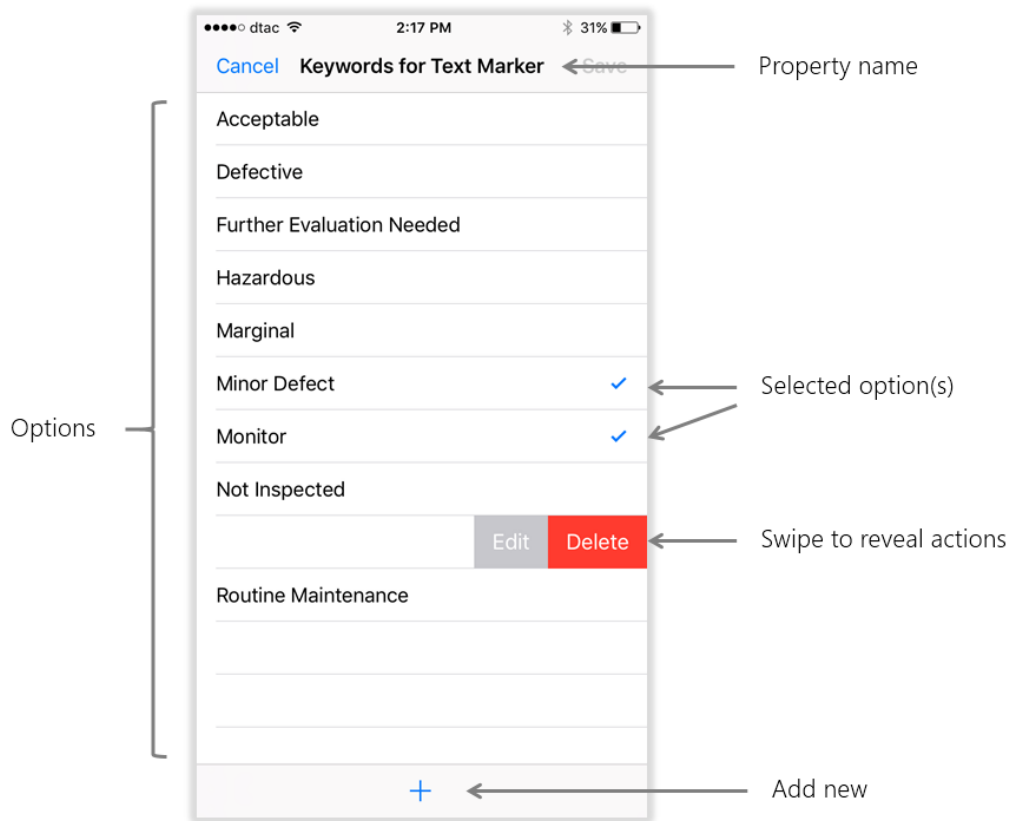 dtac 2:17 PM 31%
Cancel Keywords for Text Marker Save
Property name
Acceptable
Defective
Further Evaluation Needed
Hazardous
Marginal
Minor Defect
Selected option(s)
Options
Monitor
Not Inspected
Edit Delete
Swipe to reveal actions
Routine Maintenance
+
Add new